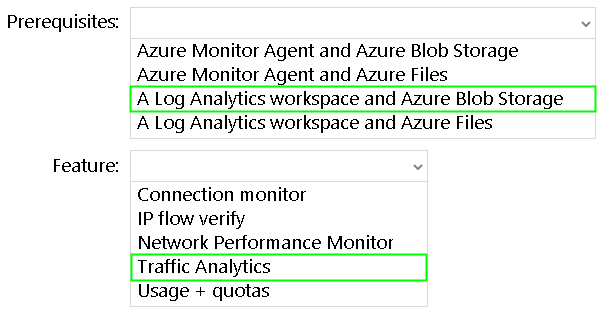 Prerequisites:
Azure Monitor Agent and Azure Blob Storage
Azure Monitor Agent and Azure Files
A Log Analytics workspace and Azure Blob Storage
A Log Analytics workspace and Azure Files
Feature:
Connection monitor
IP flow verify
Network Performance Monitor
Traffic Analytics
Usage + quotas